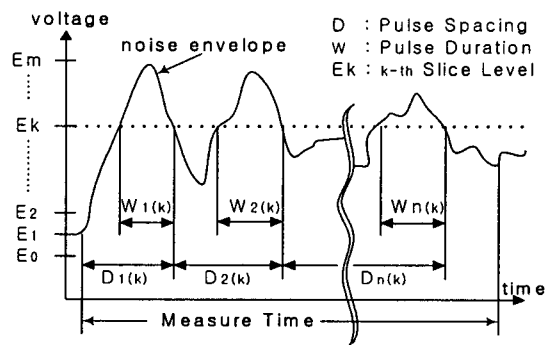 voltage
noise envelope
D : Pulse Spacing
W : Pulse Duration
Ek : k-th Slice Level
Em
Ek
E2
E1
E0
W1(k)
W2(k)
Wn(k)
D1(k)
D2(k)
Dn(k)
time
Measure Time